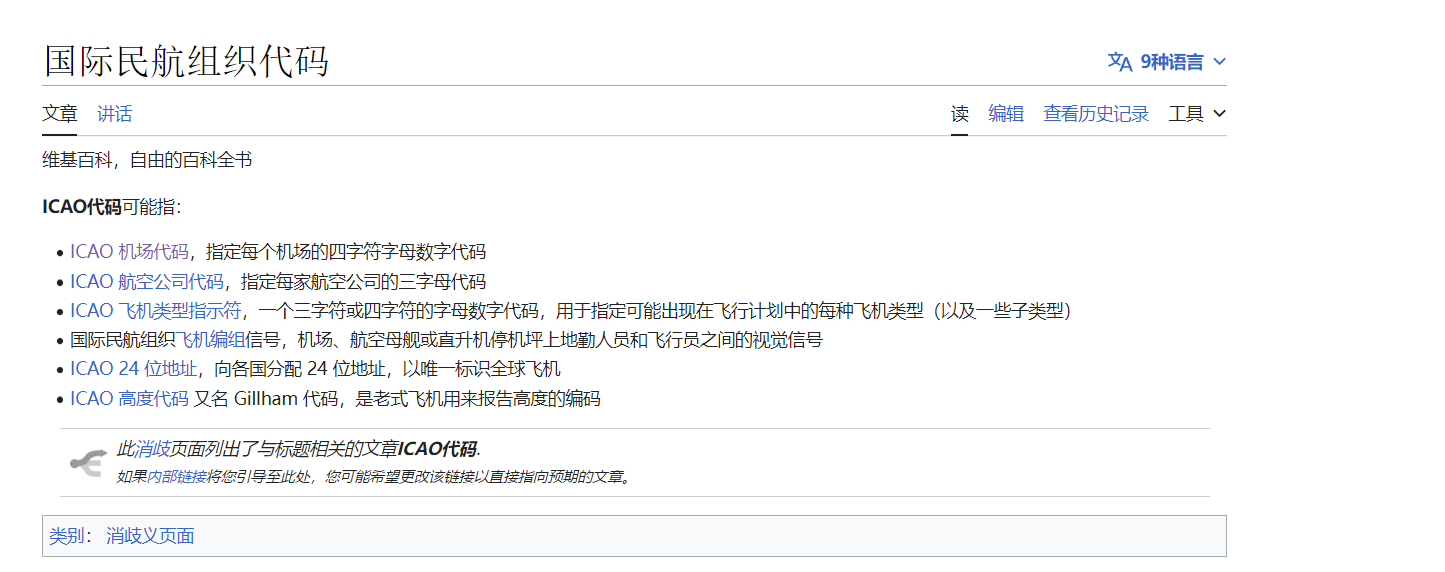 国际民航组织代码
9种语言
文章 讲话 读 编辑 查看历史记录 工具
维基百科，自由的百科全书
ICAO代码可能指：
ICAO 机场代码，指定每个机场的四字符字母数字代码
ICAO 航空公司代码，指定每家航空公司的三字母代码
ICAO 飞机类型指示符，一个三字符或四字符的字母数字代码，用于指定可能出现在飞行计划中的每种飞机类型（以及一些子类型）
国际民航组织飞机编组信号，机场、航空母舰或直升机停机坪上地勤人员和飞行员之间的视觉信号
ICAO 24 位地址，向各国分配 24 位地址，以唯一标识全球飞机
ICAO 高度代码 又名 Gillham 代码，是老式飞机用来报告高度的编码
此消歧页面列出了与标题相关的文章ICAO代码.
如果内部链接将您引导至此处，您可能希望更改该链接以直接指向预期的文章。
类别： 消歧义页面